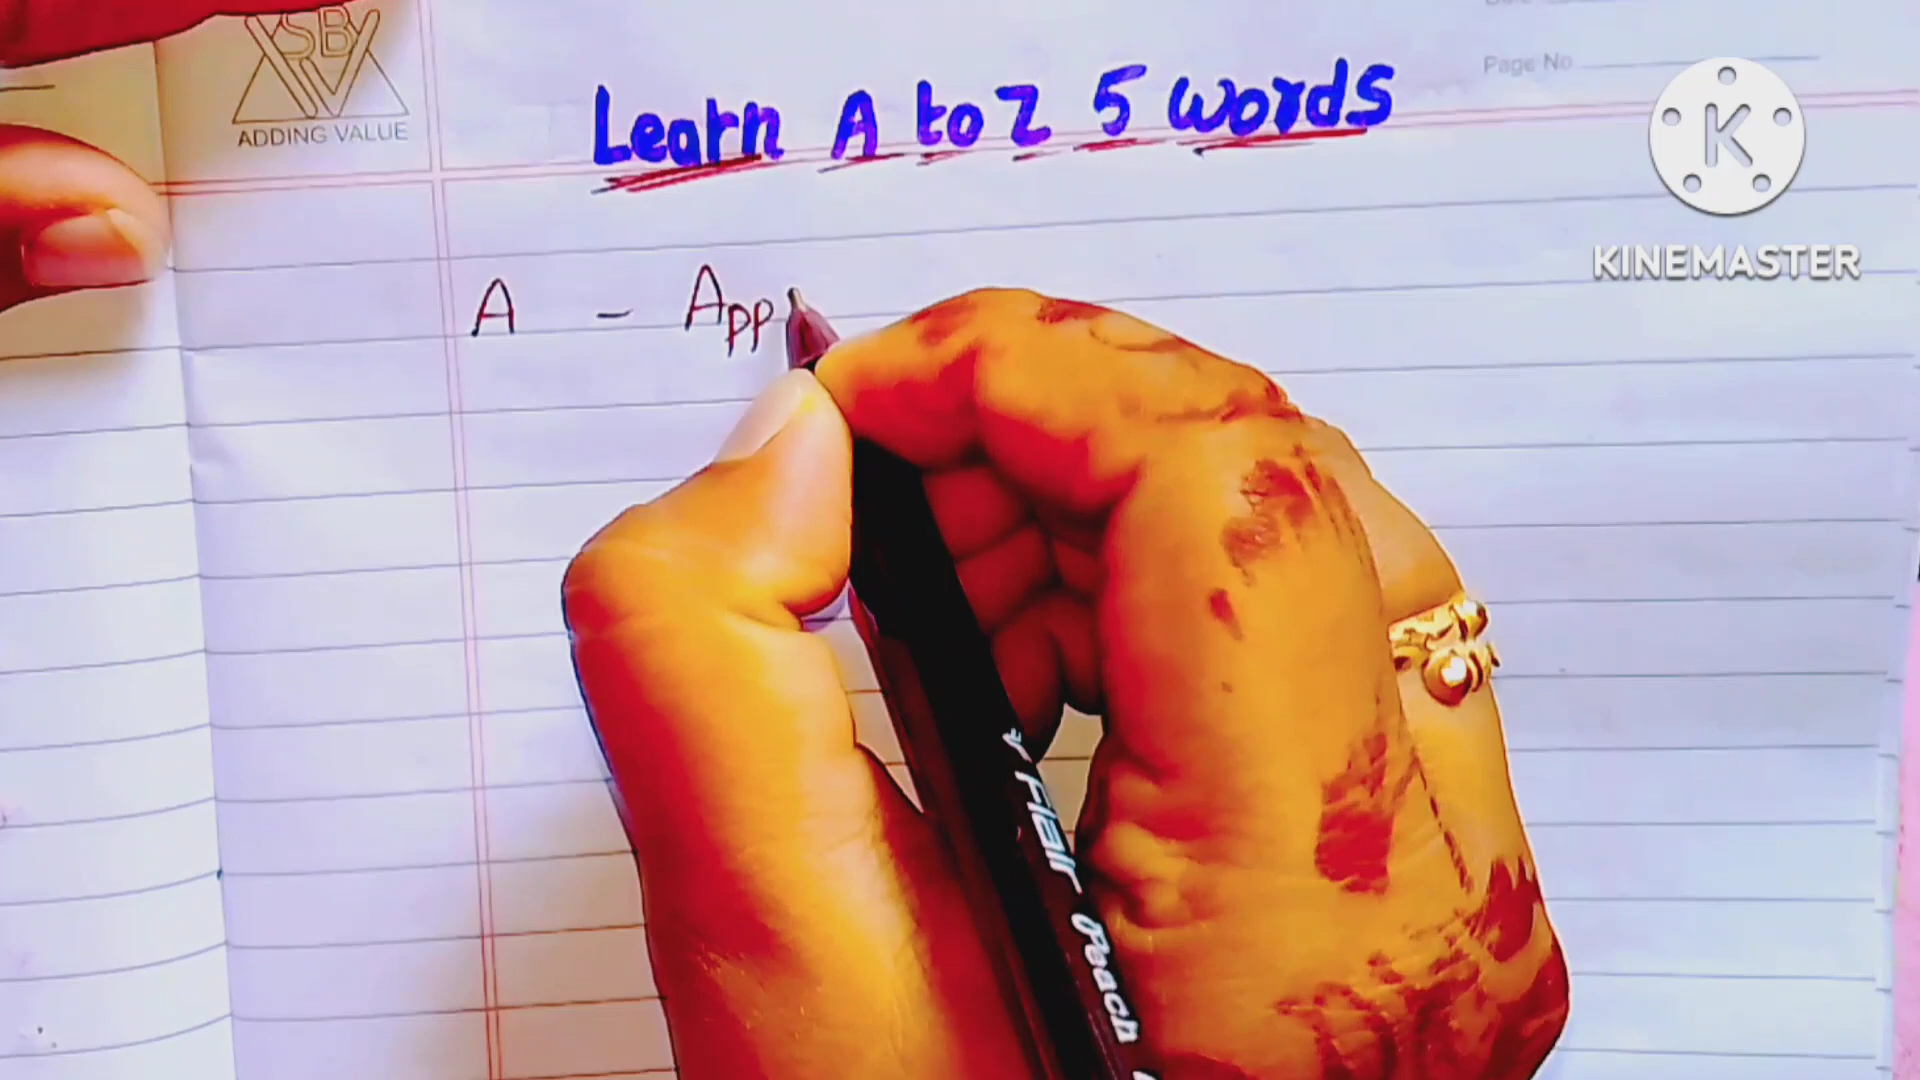 SBV
ADDING VALUE
Page No
Learn A to Z 5 words
K
KINEMASTER
A - App
Flair Peach